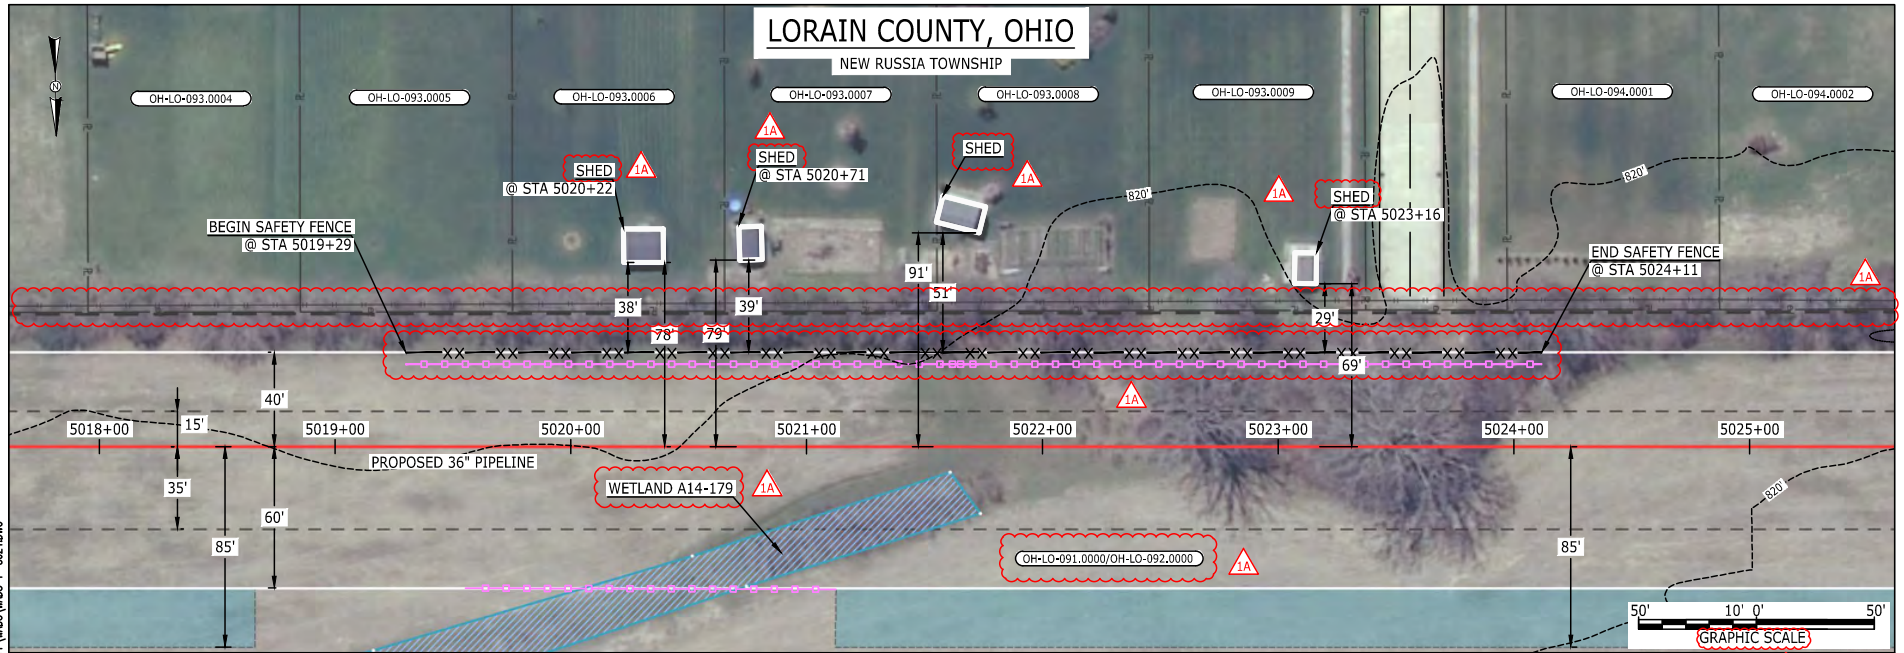 LORAIN COUNTY, OHIO
NEW RUSSIA TOWNSHIP
N
OH-LO-093.0004
OH-LO-093.0005
OH-LO-093.0006
OH-LO-093.0007
OH-LO-093.0008
OH-LO-093.0009
OH-LO-094.0001
OH-LO-094.0002
1A
SHED
@ STA 5020+22
1A
SHED
@ STA 5020+71
SHED
1A
820'
1A
SHED
@ STA 5023+16
820'
BEGIN SAFETY FENCE
@ STA 5019+29
END SAFETY FENCE
@ STA 5024+11
1A
38'
78'
79'
39'
91'
51'
29'
69'
1A
40'
15'
5018+00
5019+00
5020+00
5021+00
5022+00
5023+00
5024+00
5025+00
PROPOSED 36" PIPELINE
35'
60'
85'
WETLAND A14-179
1A
OH-LO-091.0000/OH-LO-092.0000
1A
85'
820'
50'
10'
0'
50'
GRAPHIC SCALE